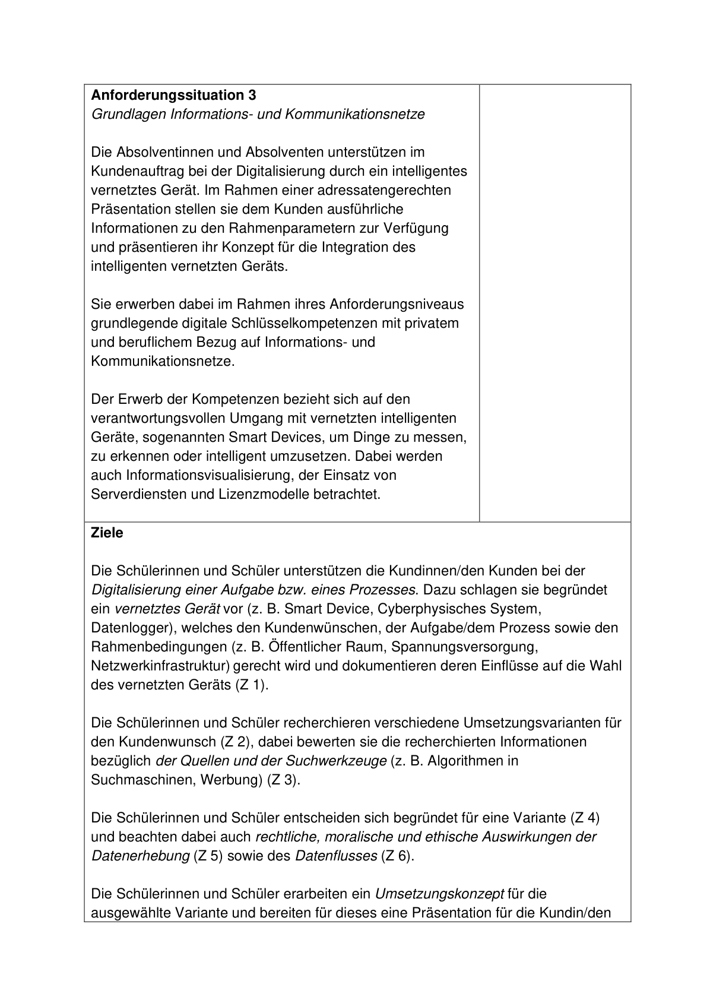 Anforderungssituation 3
Grundlagen Informations- und Kommunikationsnetze
Die Absolventinnen und Absolventen unterstützen im
Kundenauftrag bei der Digitalisierung durch ein intelligentes
vernetztes Gerät. Im Rahmen einer adressatengerechten
Präsentation stellen sie dem Kunden ausführliche
Informationen zu den Rahmenparametern zur Verfügung
und präsentieren ihr Konzept für die Integration des
intelligenten vernetzten Geräts.
Sie erwerben dabei im Rahmen ihres Anforderungsniveaus
grundlegende digitale Schlüsselkompetenzen mit privatem
und beruflichem Bezug auf Informations- und
Kommunikationsnetze.
Der Erwerb der Kompetenzen bezieht sich auf den
verantwortungsvollen Umgang mit vernetzten intelligenten
Geräte, sogenannten Smart Devices, um Dinge zu messen,
zu erkennen oder intelligent umzusetzen. Dabei werden
auch Informationsvisualisierung, der Einsatz von
Serverdiensten und Lizenzmodelle betrachtet.
Ziele
Die Schülerinnen und Schüler unterstützen die Kundinnen/den Kunden bei der
Digitalisierung einer Aufgabe bzw. eines Prozesses. Dazu schlagen sie begründet
ein vernetztes Gerät vor (z. B. Smart Device, Cyberphysisches System,
Datenlogger), welches den Kundenwünschen, der Aufgabe/dem Prozess sowie den
Rahmenbedingungen (z. B. Öffentlicher Raum, Spannungsversorgung,
Netzwerkinfrastruktur) gerecht wird und dokumentieren deren Einflüsse auf die Wahl
des vernetzten Geräts (Z 1).
Die Schülerinnen und Schüler recherchieren verschiedene Umsetzungsvarianten für
den Kundenwunsch (Z 2), dabei bewerten sie die recherchierten Informationen
bezüglich der Quellen und der Suchwerkzeuge (z. B. Algorithmen in
Suchmaschinen, Werbung) (Z 3).
Die Schülerinnen und Schüler entscheiden sich begründet für eine Variante (Z 4)
und beachten dabei auch rechtliche, moralische und ethische Auswirkungen der
Datenerhebung (Z 5) sowie des Datenflusses (Z 6).
Die Schülerinnen und Schüler erarbeiten ein Umsetzungskonzept für die
ausgewählte Variante und bereiten für dieses eine Präsentation für die Kundin/den